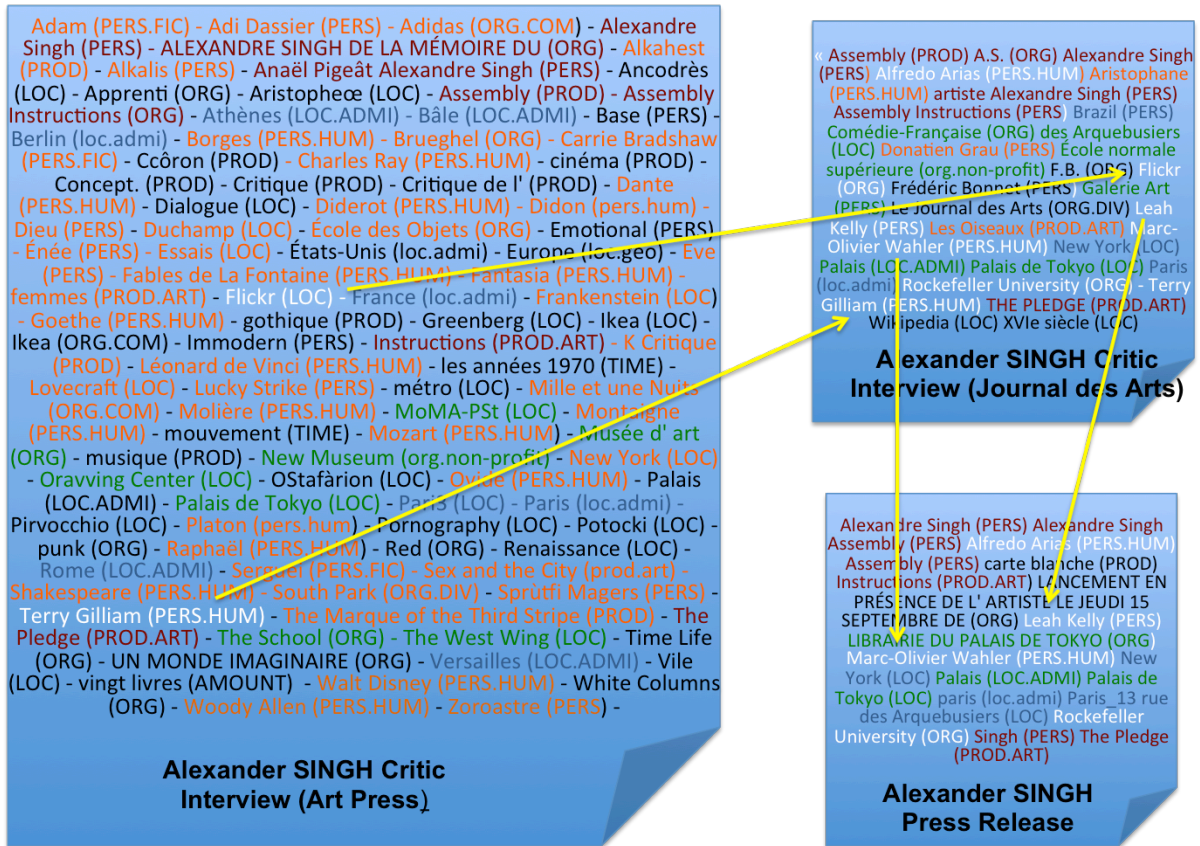 Adam (PERS.FIC) - Adi Dassier (PERS) - Adidas (ORG.COM) - Alexandre
Singh (PERS) - ALEXANDRE SINGH DE LA MÉMOIRE DU (ORG) - Alkahest
(PROD) - Alkalis (PERS) - Anaël Pigeât Alexandre Singh (PERS) - Ancodrès
(LOC) - Apprenti (ORG) - Aristopheœ (LOC) - Assembly (PROD) - Assembly
Instructions (ORG) - Athènes (LOC.ADMI) - Bâle (LOC.ADMI) - Base (PERS) -
Berlin (loc.admi) - Borges (PERS.HUM) - Brueghel (ORG) - Carrie Bradshaw
(PERS.FIC) - Ccôron (PROD) - Charles Ray (PERS.HUM) - cinéma (PROD) -
Concept. (PROD) - Critique (PROD) - Critique de l' (PROD) - Dante
(PERS.HUM) - Dialogue (LOC) - Diderot (PERS.HUM) - Didon (pers.hum) -
Dieu (PERS) - Duchamp (LOC) - École des Objets (ORG) - Emotional (PERS)
- Énée (PERS) - Essais (LOC) - États-Unis (loc.admi) - Europe (loc.geo) - Eve
(PERS) - Fables de La Fontaine (PERS.HUM) - Fantasia (PERS.HUM) -
femmes (PROD.ART) - Flickr (LOC) - France (loc.admi) - Frankenstein (LOC)
- Goethe (PERS.HUM) - gothique (PROD) - Greenberg (LOC) - Ikea (LOC) -
Ikea (ORG.COM) - Immodern (PERS) - Instructions (PROD.ART) - K Critique
(PROD) - Léonard de Vinci (PERS.HUM) - les années 1970 (TIME) -
Lovecraft (LOC) - Lucky Strike (PERS) - métro (LOC) - Mille et une Nuits
(ORG.COM) - Molière (PERS.HUM) - MoMA-PSt (LOC) - Montaigne
(PERS.HUM) - mouvement (TIME) - Mozart (PERS.HUM) - Musée d' art
(ORG) - musique (PROD) - New Museum (org.non-profit) - New York (LOC)
- Oravving Center (LOC) - OStafàrion (LOC) - Ovide (PERS.HUM) - Palais
(LOC.ADMI) - Palais de Tokyo (LOC) - Pari3 (LOC) - Paris (loc.admi) -
Pirvocchio (LOC) - Platon (pers.hum) - Pornography (LOC) - Potocki (LOC) -
punk (ORG) - Raphaël (PERS.HUM) - Red (ORG) - Renaissance (LOC) -
Rome (LOC.ADMI) - Sergueï (PERS.FIC) - Sex and the City (prod.art) -
Shakespeare (PERS.HUM) - South Park (ORG.DIV) - Sprùtfi Magers (PERS) -
Terry Gilliam (PERS.HUM) - The Marque of the Third Stripe (PROD) - The
Pledge (PROD.ART) - The School (ORG) - The West Wing (LOC) - Time Life
(ORG) - UN MONDE IMAGINAIRE (ORG) - Versailles (LOC.ADMI) - Vile
(LOC) - vingt livres (AMOUNT) - Walt Disney (PERS.HUM) - White Columns
(ORG) - Woody Allen (PERS.HUM) - Zoroastre (PERS) -
Alexander SINGH Critic
Interview (Art Press)
« Assembly (PROD) A.S. (ORG) Alexandre Singh
(PERS) Alfredo Arias (PERS.HUM) Aristophane
(PERS.HUM) artiste Alexandre Singh (PERS)
Assembly Instructions (PERS) Brazil (PERS)
Comédie-Française (ORG) des Arquebusiers
(LOC) Donatien Grau (PERS) École normale
supérieure (org.non-profit) F.B. (ORG) Flickr
(ORG) Frédéric Bonnet (PERS) Galerie Art
(PERS) Le Journal des Arts (ORG.DIV) Leah
Kelly (PERS) Les Oiseaux (PROD.ART) Marc-
Olivier Wahler (PERS.HUM) New York (LOC)
Palais (LOC.ADMI) Palais de Tokyo (LOC) Paris
(loc.admi) Rockefeller University (ORG) - Terry
Gilliam (PERS.HUM) THE PLEDGE (PROD.ART)
Wikipedia (LOC) XVIe siècle (LOC)
Alexander SINGH Critic
Interview (Journal des Arts)
Alexandre Singh (PERS) Alexandre Singh
Assembly (PERS) Alfredo Arias (PERS.HUM)
Assembly (PERS) carte blanche (PROD)
Instructions (PROD.ART) LANCEMENT EN
PRÉSENCE DE L' ARTISTE LE JEUDI 15
SEPTEMBRE DE (ORG) Leah Kelly (PERS)
LIBRAIRIE DU PALAIS DE TOKYO (ORG)
Marc-Olivier Wahler (PERS.HUM) New
York (LOC) Palais (LOC.ADMI) Palais de
Tokyo (LOC) paris (loc.admi) Paris_13 rue
des Arquebusiers (LOC) Rockefeller
University (ORG) Singh (PERS) The Pledge
(PROD.ART)
Alexander SINGH
Press Release